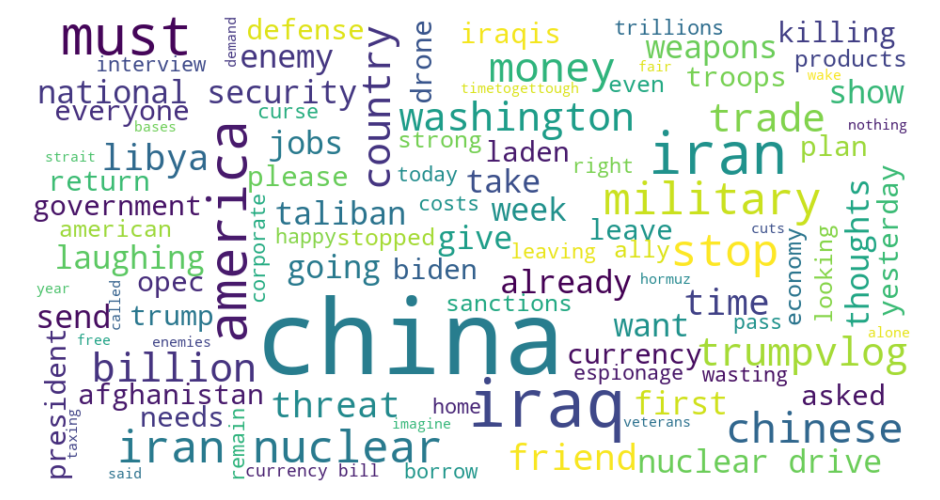 must
interview
demand
defense
enemy
country
drone
iraqis
trillions
weapons
killing
products
money
even
fair
troops
wake
show
timetogettough
national security
everyone
bases
curse
washington
trade
nothing
strait
libya
america
jobs
strong
laden
iran
right
plan
return
please
today
take
military
government
corporate
taliban
costs
week
leave
cuts
thoughts
yesterday
american
happy
stopped
give
leaving
ally
stop
economy
looking
laughing
opec
going
biden
already
hormuz
year
send
called
trump
china
sanctions
time
want
pass
alone
president
free
enemies
billion
currency
trumpvlog
espionage
wasting
afghanistan
threat
home
iraq
first
asked
taxing
needs
remain
imagine
veterans
chinese
iran nuclear
friend
nuclear drive
said
currency bill
borrow